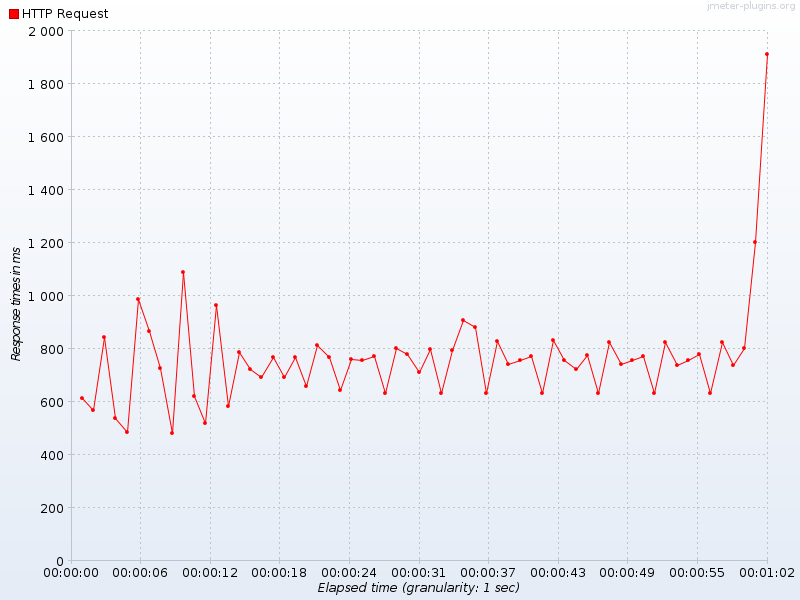 jmeter-plugins.org
HTTP Request
2 000
1 800
1 600
1 400
1 200
1 000
800
600
400
200
0
Response times in ms
00:00:00 00:00:06 00:00:12 00:00:18 00:00:24 00:00:31 00:00:37 00:00:43 00:00:49 00:00:55 00:01:02
Elapsed time (granularity: 1 sec)